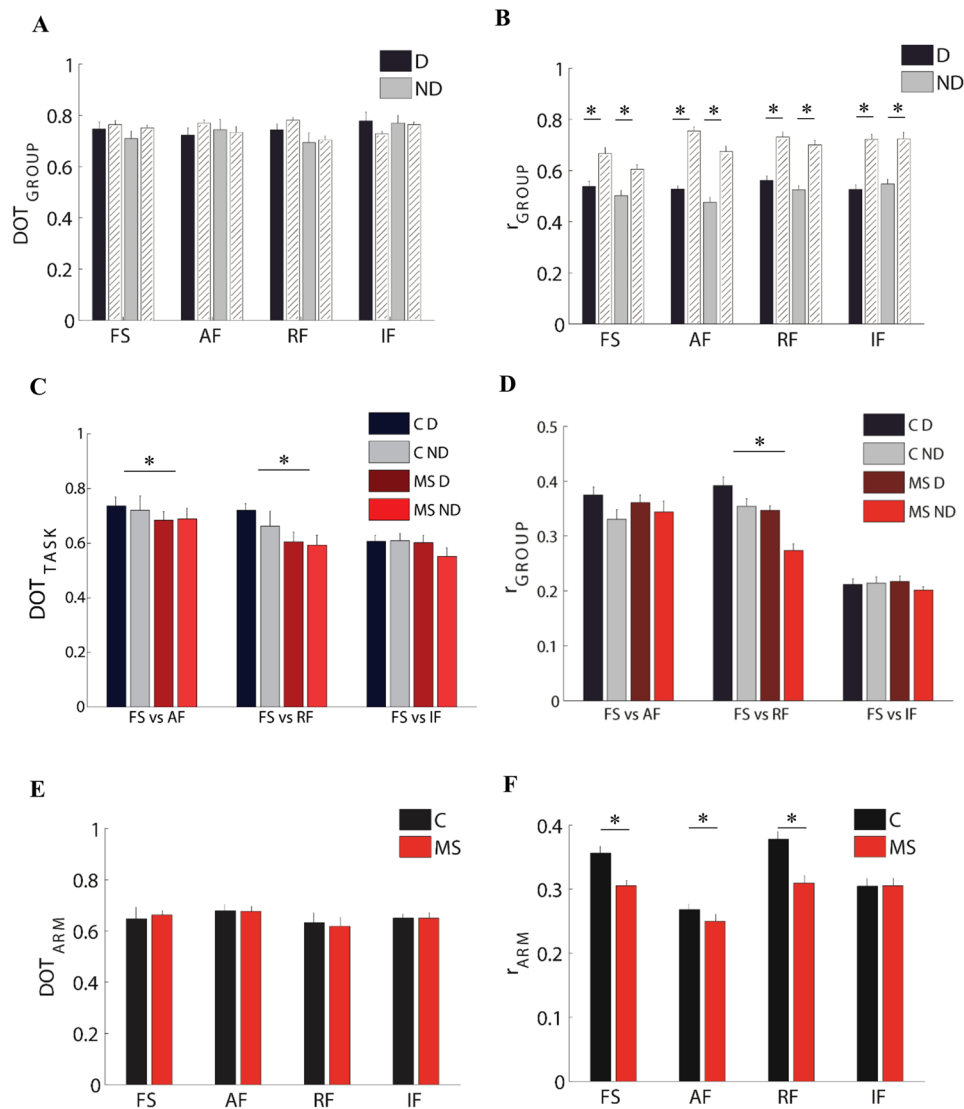 A
D
ND
DOT GROUP
1
0.8
0.6
0.4
0.2
0
FS AF RF IF
B
D
ND
r GROUP
1
0.8
0.6
0.4
0.2
0
* * * * * * * *
FS AF RF IF
C
C D
C ND
MS D
MS ND
DOT TASK
1
0.8
0.6
0.4
0.2
0
* *
FS vs AF FS vs RF FS vs IF
D
C D
C ND
MS D
MS ND
r GROUP
0.5
0.4
0.3
0.2
0.1
0
*
FS vs AF FS vs RF FS vs IF
E
C
MS
DOT ARM
1
0.8
0.6
0.4
0.2
0
FS AF RF IF
F
C
MS
r ARM
0.4
0.3
0.2
0.1
0
* * *
FS AF RF IF